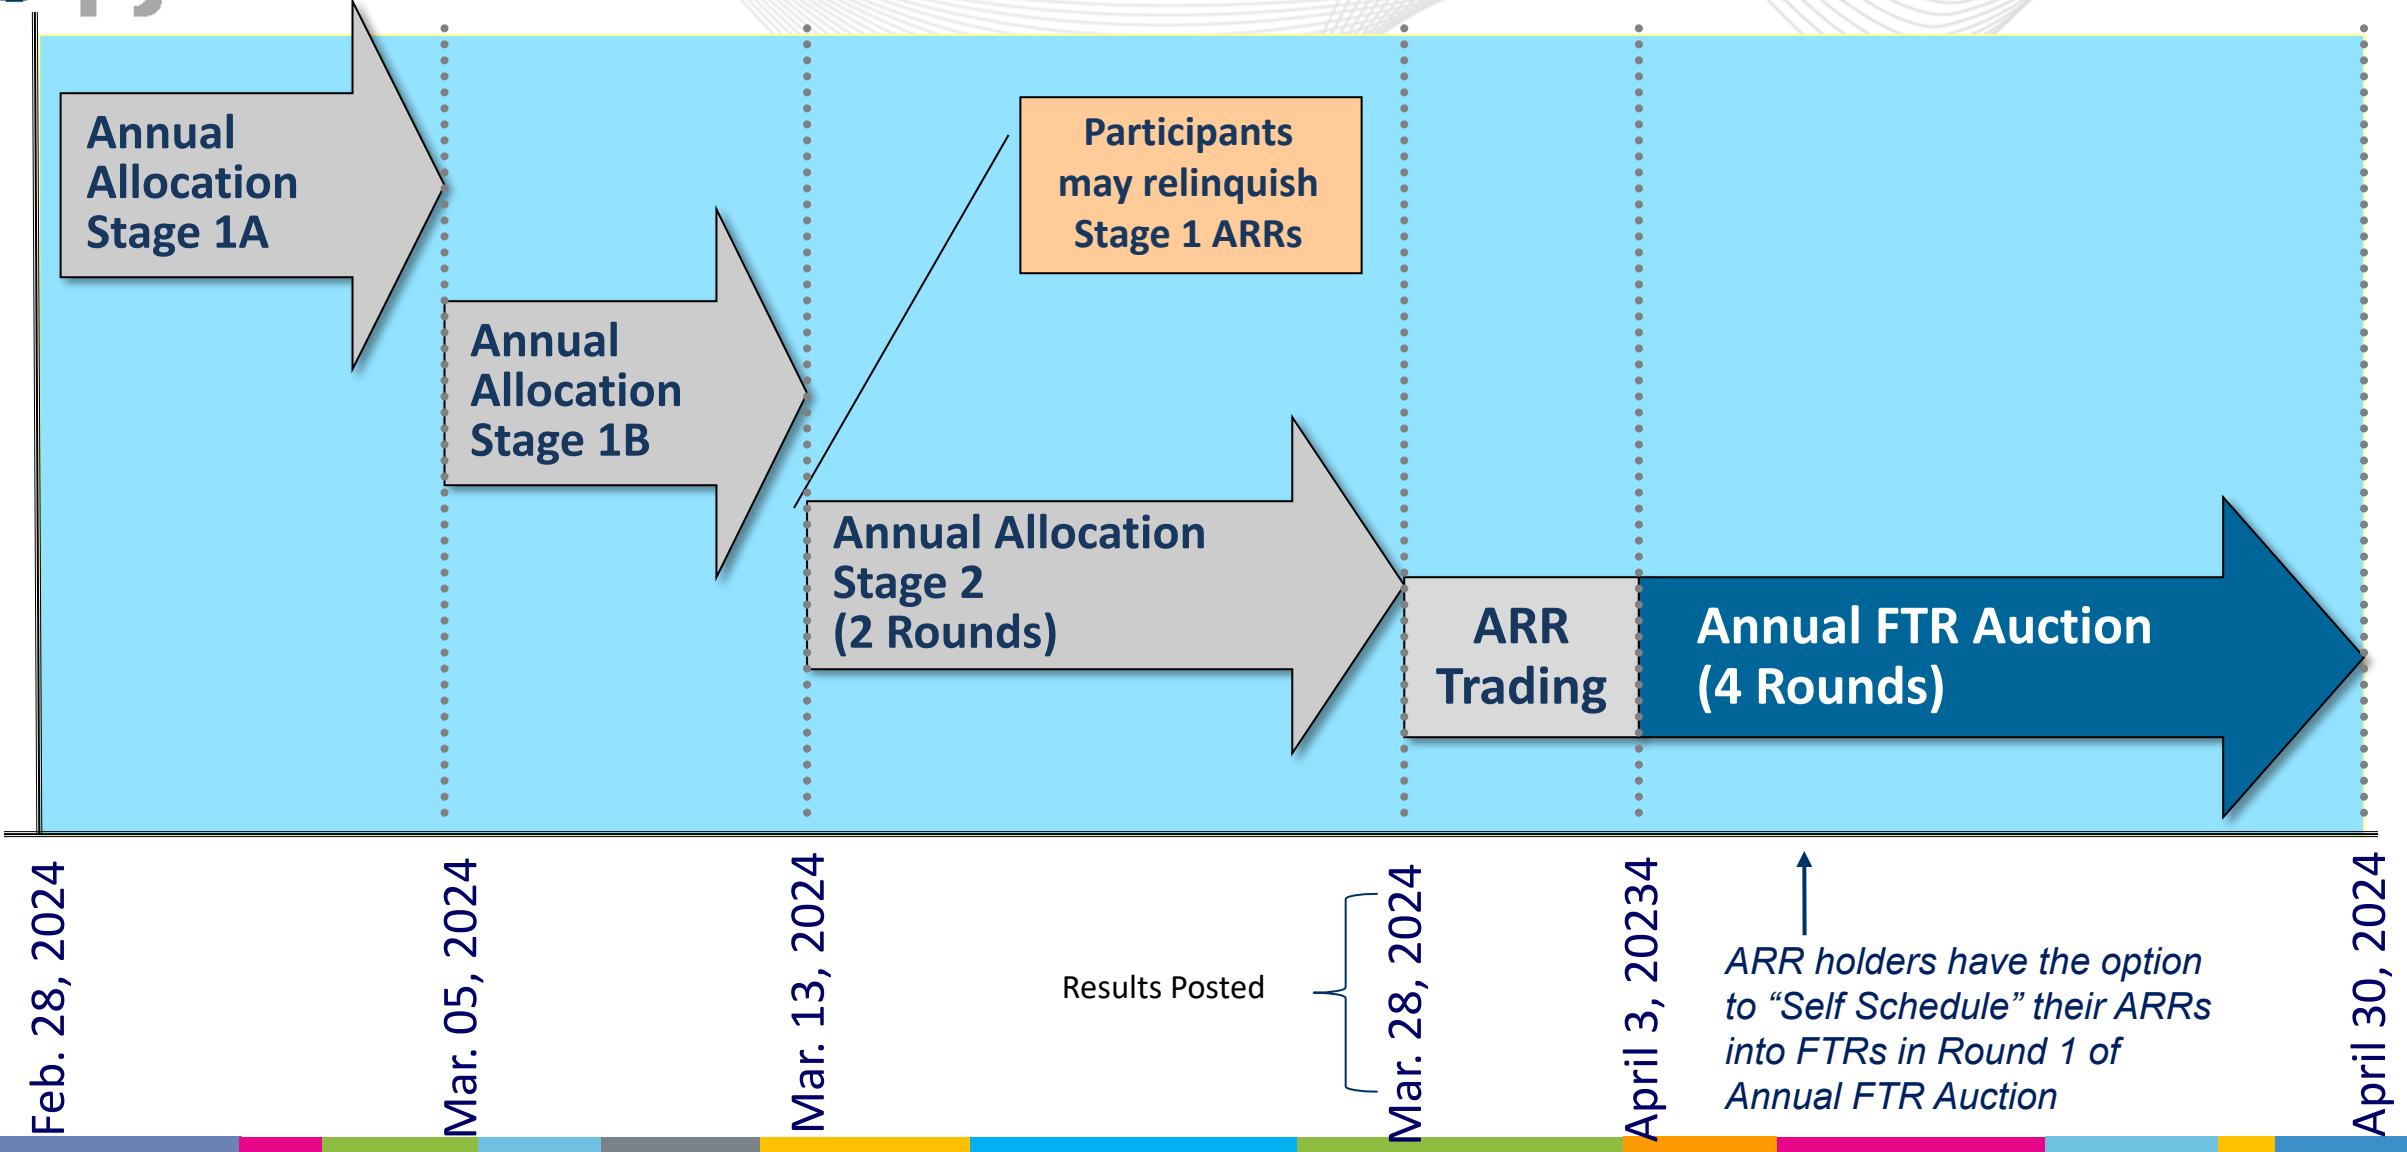 Annual
Allocation
Stage 1A
Annual
Allocation
Stage 1B
Participants
may relinquish
Stage 1 ARRs
Annual Allocation
Stage 2
(2 Rounds)
ARR
Trading
Annual FTR Auction
(4 Rounds)
Feb. 28, 2024
Mar. 05, 2024
Mar. 13, 2024
Results Posted
Mar. 28, 2024
April 3, 20234
ARR holders have the option
to “Self Schedule” their ARRs
into FTRs in Round 1 of
Annual FTR Auction
April 30, 2024